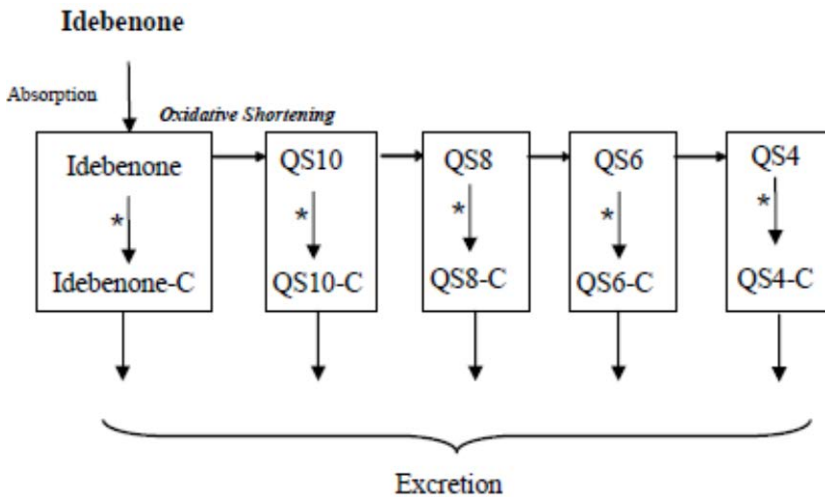 Idebenone
Absorption
Oxidative Shortening
Idebenone QS10 QS8 QS6 QS4
* * * * *
Idebenone-C QS10-C QS8-C QS6-C QS4-C
Excretion